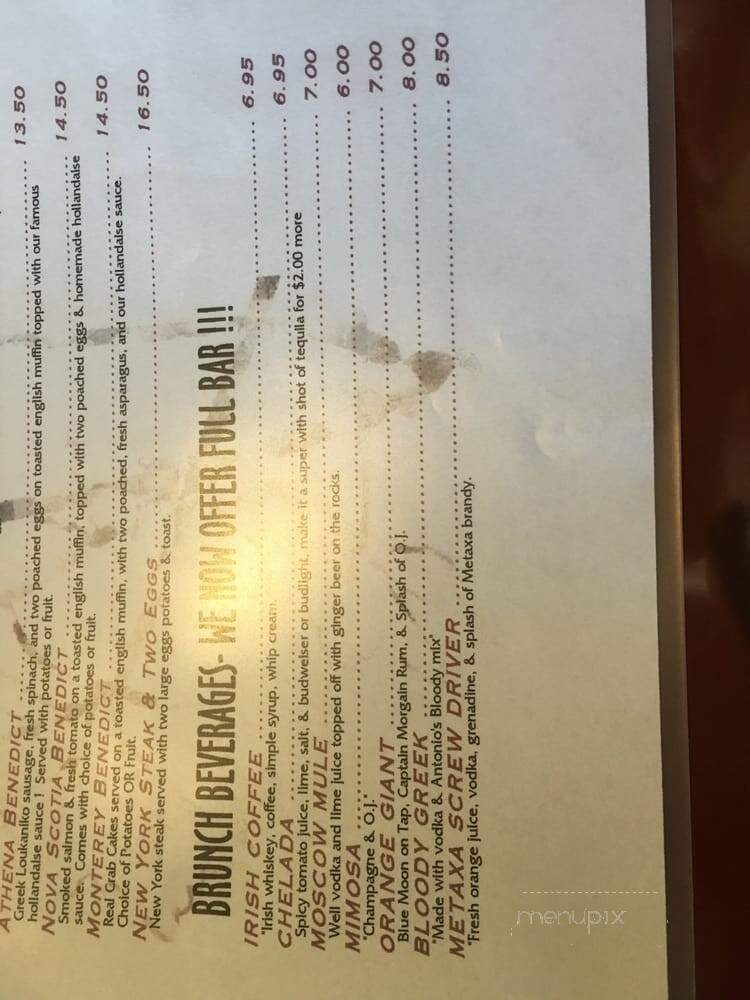 ATHENA BENEDICT 13.50
Greek Loukaniko sausage, fresh spinach, and two poached eggs on toasted english muffin topped with our famous
hollandaise sauce ! Served with potatoes or fruit.
NOVA SCOTIA BENEDICT 14.50
Smoked salmon & fresh tomato on a toasted english muffin, topped with two poached eggs & homemade hollandaise
sauce. Comes with choice of potatoes or fruit.
MONTEREY BENEDICT 14.50
Real Grab Cakes served on a toasted english muffin, with two poached, fresh asparagus, and our hollandaise sauce.
Choice of Potatoes OR Fruit.
NEW YORK STEAK & TWO EGGS 16.50
New York steak served with two large eggs potatoes & toast.
BRUNCH BEVERAGES- WE NOW OFFER FULL BAR !!!
IRISH COFFEE 6.95
"Irish whiskey, coffee, simple syrup, whip cream.
CHELADA 6.95
Spicy tomato juice, lime, salt, & budweiser or budlight, make it a super with shot of tequila for $2.00 more
MOSCOW MULE 7.00
Well vodka and lime juice topped off with ginger beer on the rocks.
MIMOSA 6.00
"Champagne & O.J."
ORANGE GIANT 7.00
Blue Moon on Tap, Captain Morgain Rum, & Splash of O.J.
BLOODY GREEK 8.00
"Made with vodka & Antonio's Bloody mix"
METAXA SCREW DRIVER 8.50
"Fresh orange juice, vodka, grenadine, & splash of Metaxa brandy.
menupix